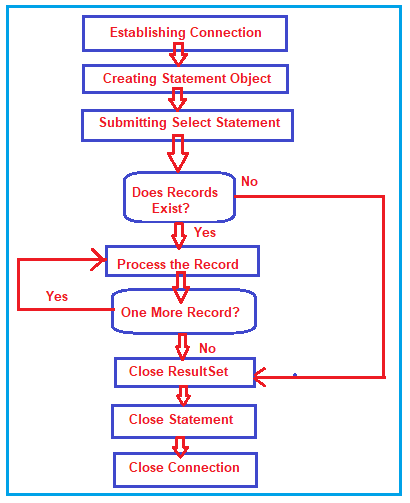 Establishing Connection
Creating Statement Object
Submitting Select Statement
Does Records
Exist?
No
Yes
Process the Record
Yes
One More Record?
No
Close ResultSet
Close Statement
Close Connection